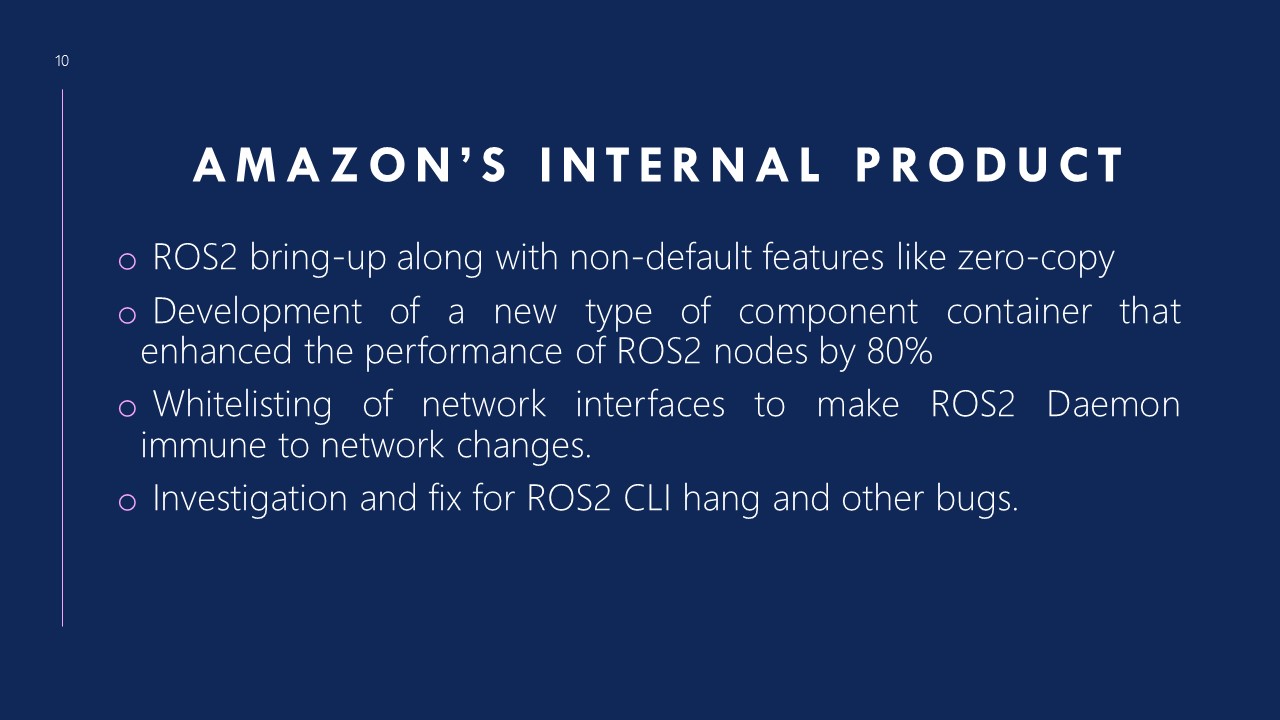 10
AMAZON’S INTERNAL PRODUCT
o ROS2 bring-up along with non-default features like zero-copy
o Development of a new type of component container that
enhanced the performance of ROS2 nodes by 80%
o Whitelisting of network interfaces to make ROS2 Daemon
immune to network changes.
o Investigation and fix for ROS2 CLI hang and other bugs.